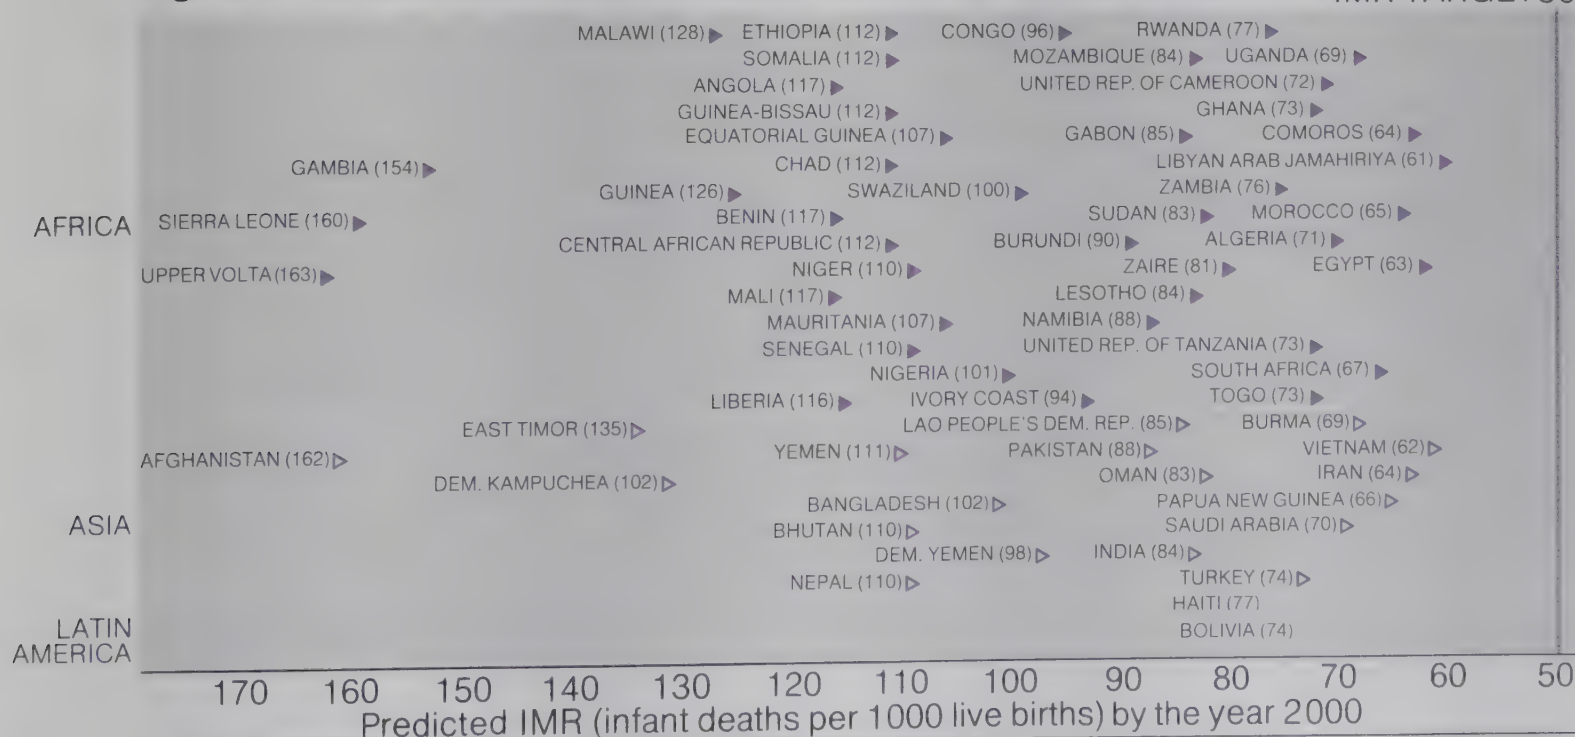 MALAWI (128) ETHIOPIA (112) CONGO (96) RWANDA (77)
SOMALIA (112) MOZAMBIQUE (84) UGANDA (69)
ANGOLA (117) UNITED REP. OF CAMEROON (72)
GUINEA-BISSAU (112) GHANA (73)
EQUATORIAL GUINEA (107) GABON (85) COMOROS (64)
GAMBIA (154) CHAD (112) LIBYAN ARAB JAMAHIRIYA (61)
GUINEA (126) SWAZILAND (100) ZAMBIA (76)
AFRICA SIERRA LEONE (160) BENIN (117) SUDAN (83) MOROCCO (65)
CENTRAL AFRICAN REPUBLIC (112) BURUNDI (90) ALGERIA (71)
UPPER VOLTA (163) NIGER (110) ZAIRE (81) EGYPT (63)
MALI (117) LESOTHO (84)
MAURITANIA (107) NAMIBIA (88)
SENEGAL (110) UNITED REP. OF TANZANIA (73)
NIGERIA (101) SOUTH AFRICA (67)
LIBERIA (116) IVORY COAST (94) TOGO (73)
EAST TIMOR (135) LAO PEOPLE'S DEM. REP. (85) BURMA (69)
AFGHANISTAN (162) YEMEN (111) PAKISTAN (88) VIETNAM (62)
DEM. KAMPUCHEA (102) OMAN (83) IRAN (64)
BANGLADESH (102) PAPUA NEW GUINEA (66)
ASIA BHUTAN (110) SAUDI ARABIA (70)
DEM. YEMEN (98) INDIA (84)
NEPAL (110) TURKEY (74)
HAITI (77)
LATIN
AMERICA BOLIVIA (74)
170 160 150 140 130 120 110 100 90 80 70 60 50
Predicted IMR (infant deaths per 1000 live births) by the year 2000